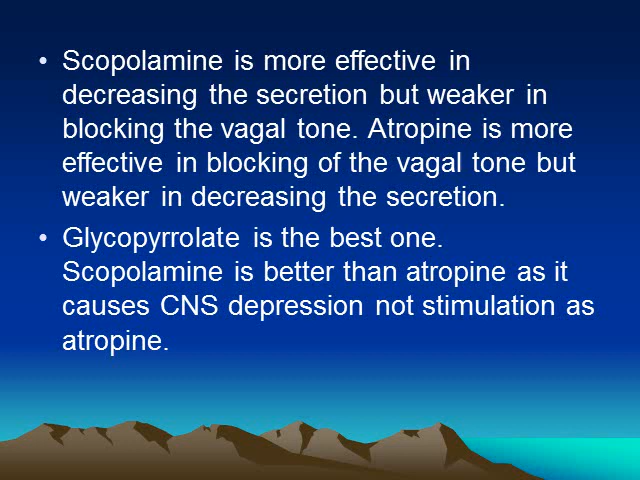 • Scopolamine is more effective in
decreasing the secretion but weaker in
blocking the vagal tone. Atropine is more
effective in blocking of the vagal tone but
weaker in decreasing the secretion.
• Glycopyrrolate is the best one.
Scopolamine is better than atropine as it
causes CNS depression not stimulation as
atropine.